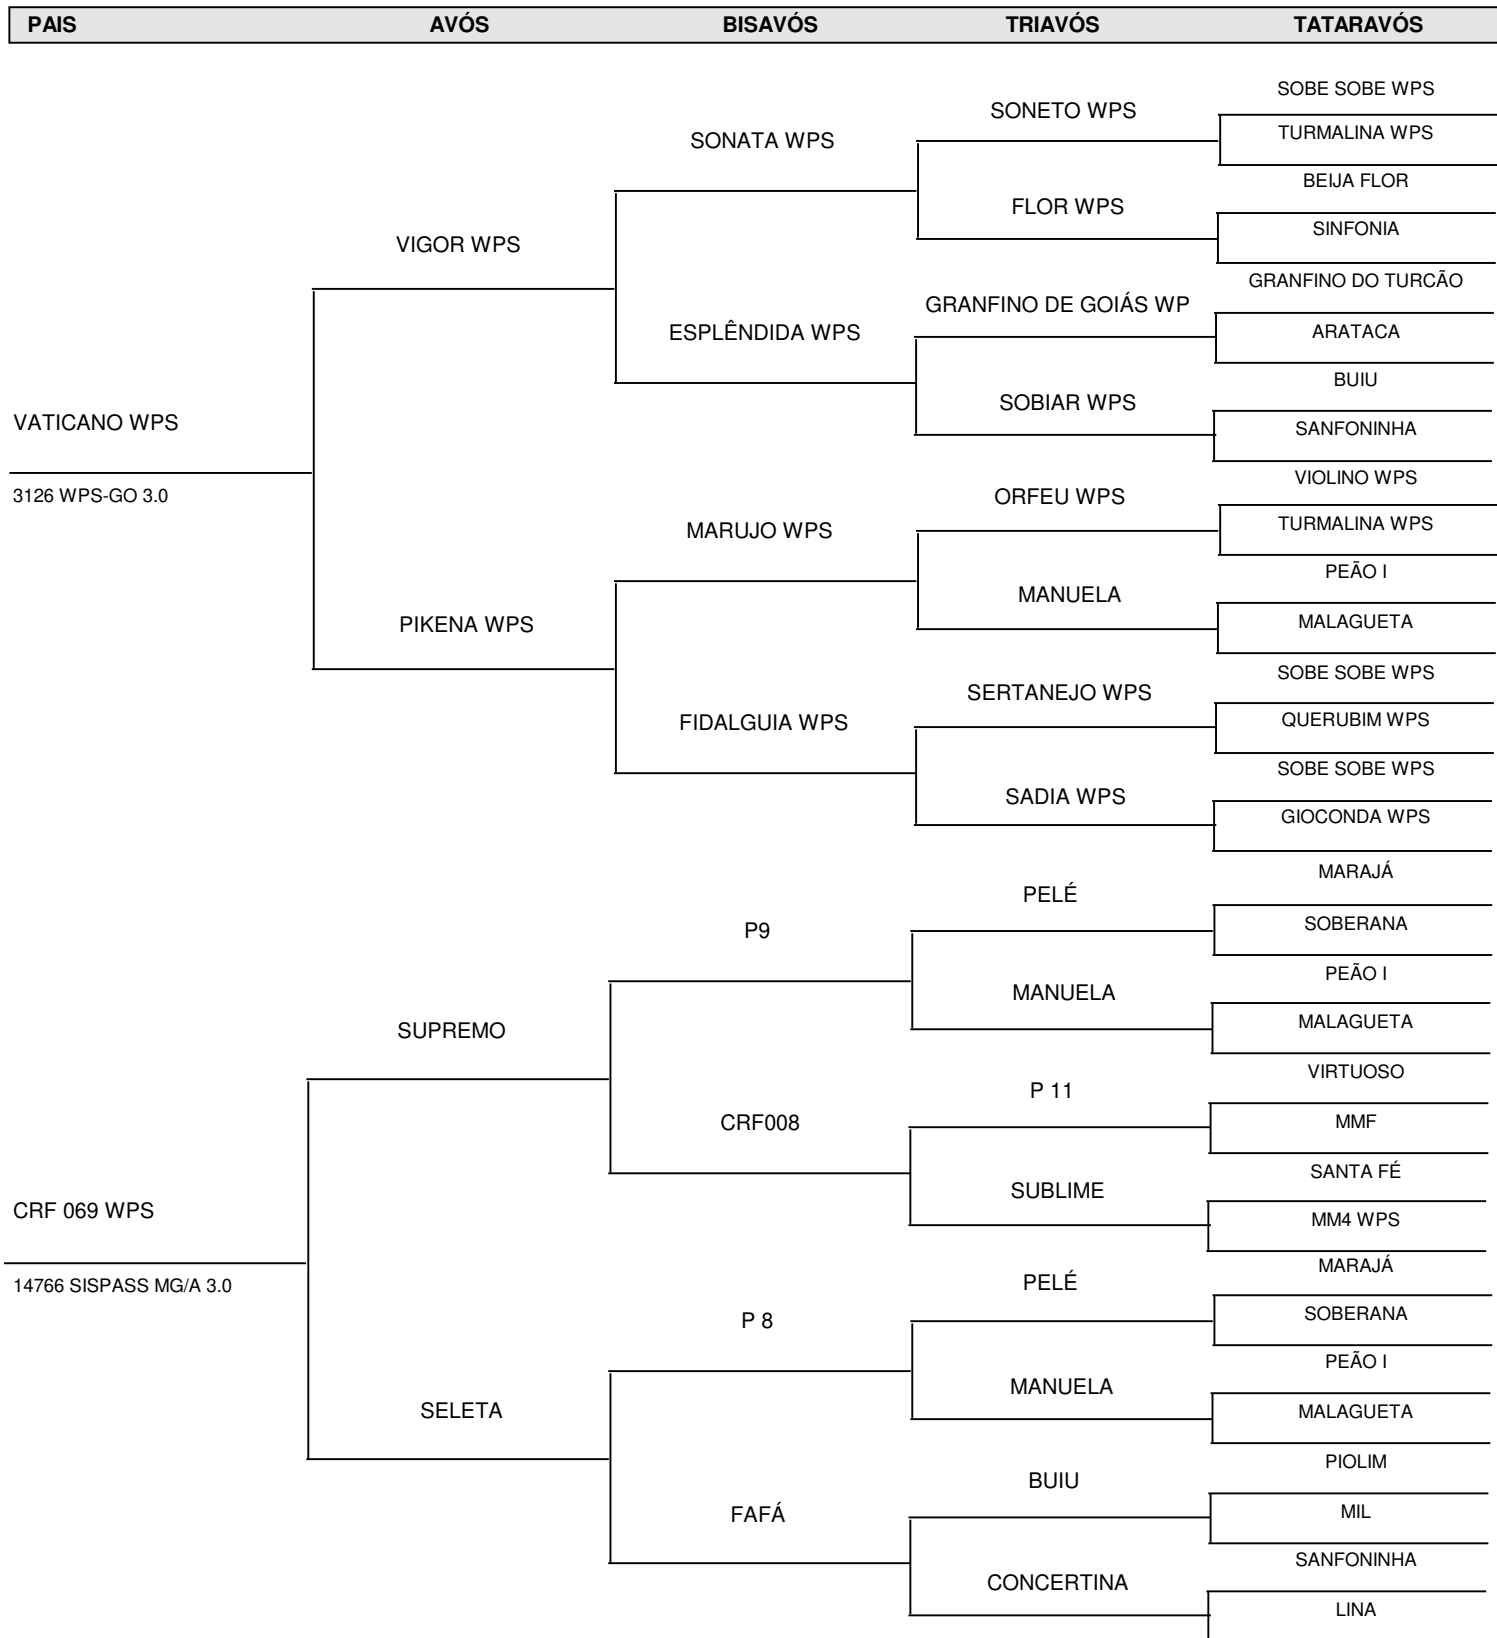 PAIS AVÓS BISAVÓS TRIAVÓS TATARAVÓS
SOBE SOBE WPS
SONETO WPS
TURMALINA WPS
SONATA WPS
BEIJA FLOR
FLOR WPS
SINFONIA
VIGOR WPS
GRANFINO DO TURCÃO
GRANFINO DE GOIÁS WP
ARATACA
ESPLÊNDIDA WPS
BUIU
SOBIAR WPS
SANFONINHA
VATICANO WPS
3126 WPS-GO 3.0
VIOLINO WPS
ORFEU WPS
TURMALINA WPS
MARUJO WPS
PEÃO I
MANUELA
MALAGUETA
PIKENA WPS
SOBE SOBE WPS
SERTANEJO WPS
QUERUBIM WPS
FIDALGUIA WPS
SOBE SOBE WPS
SADIA WPS
GIOCONDA WPS
MARAJÁ
PELÉ
SOBERANA
P9
PEÃO I
MANUELA
MALAGUETA
SUPREMO
VIRTUOSO
P 11
MMF
CRF008
SANTA FÉ
SUBLIME
MM4 WPS
CRF 069 WPS
14766 SISPASS MG/A 3.0
MARAJÁ
PELÉ
SOBERANA
P 8
PEÃO I
MANUELA
MALAGUETA
SELETA
PIOLIM
BUIU
MIL
FAFÁ
SANFONINHA
CONCERTINA
LINA